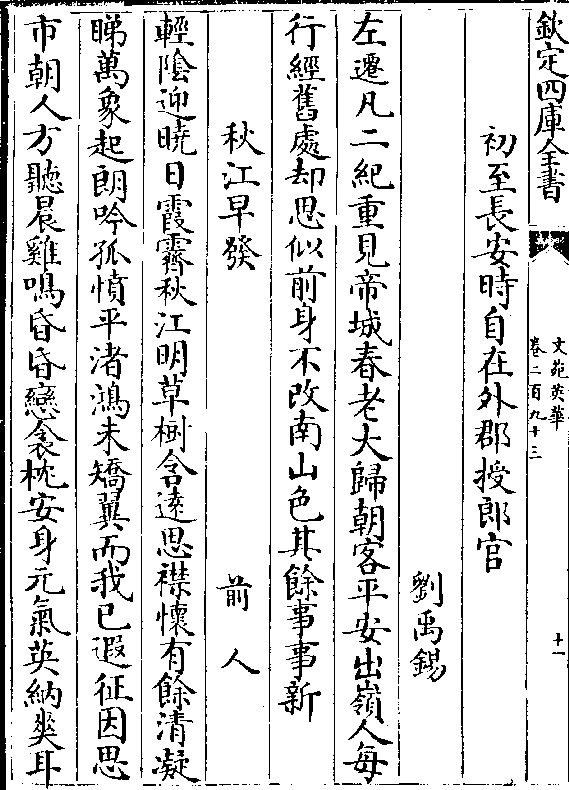 欽定四庫全書
文苑英華
卷二百九十三
十一
初至長安時自在外郡授郎官
劉禹錫
左遷凡二紀重見帝城春老大歸朝客平安出嶺人每
行經舊處却思似前身不改南山色其餘事事新
秋江早發
前人
輕陰迎曉日霞霽秋江明草樹含遠思襟懷有餘清凝
睇萬象起朗吟孤憤平渚鴻未矯翼而我已遐征因思
市朝人方聽晨雞鳴昏昏戀衾枕安身元氣英納爽耳